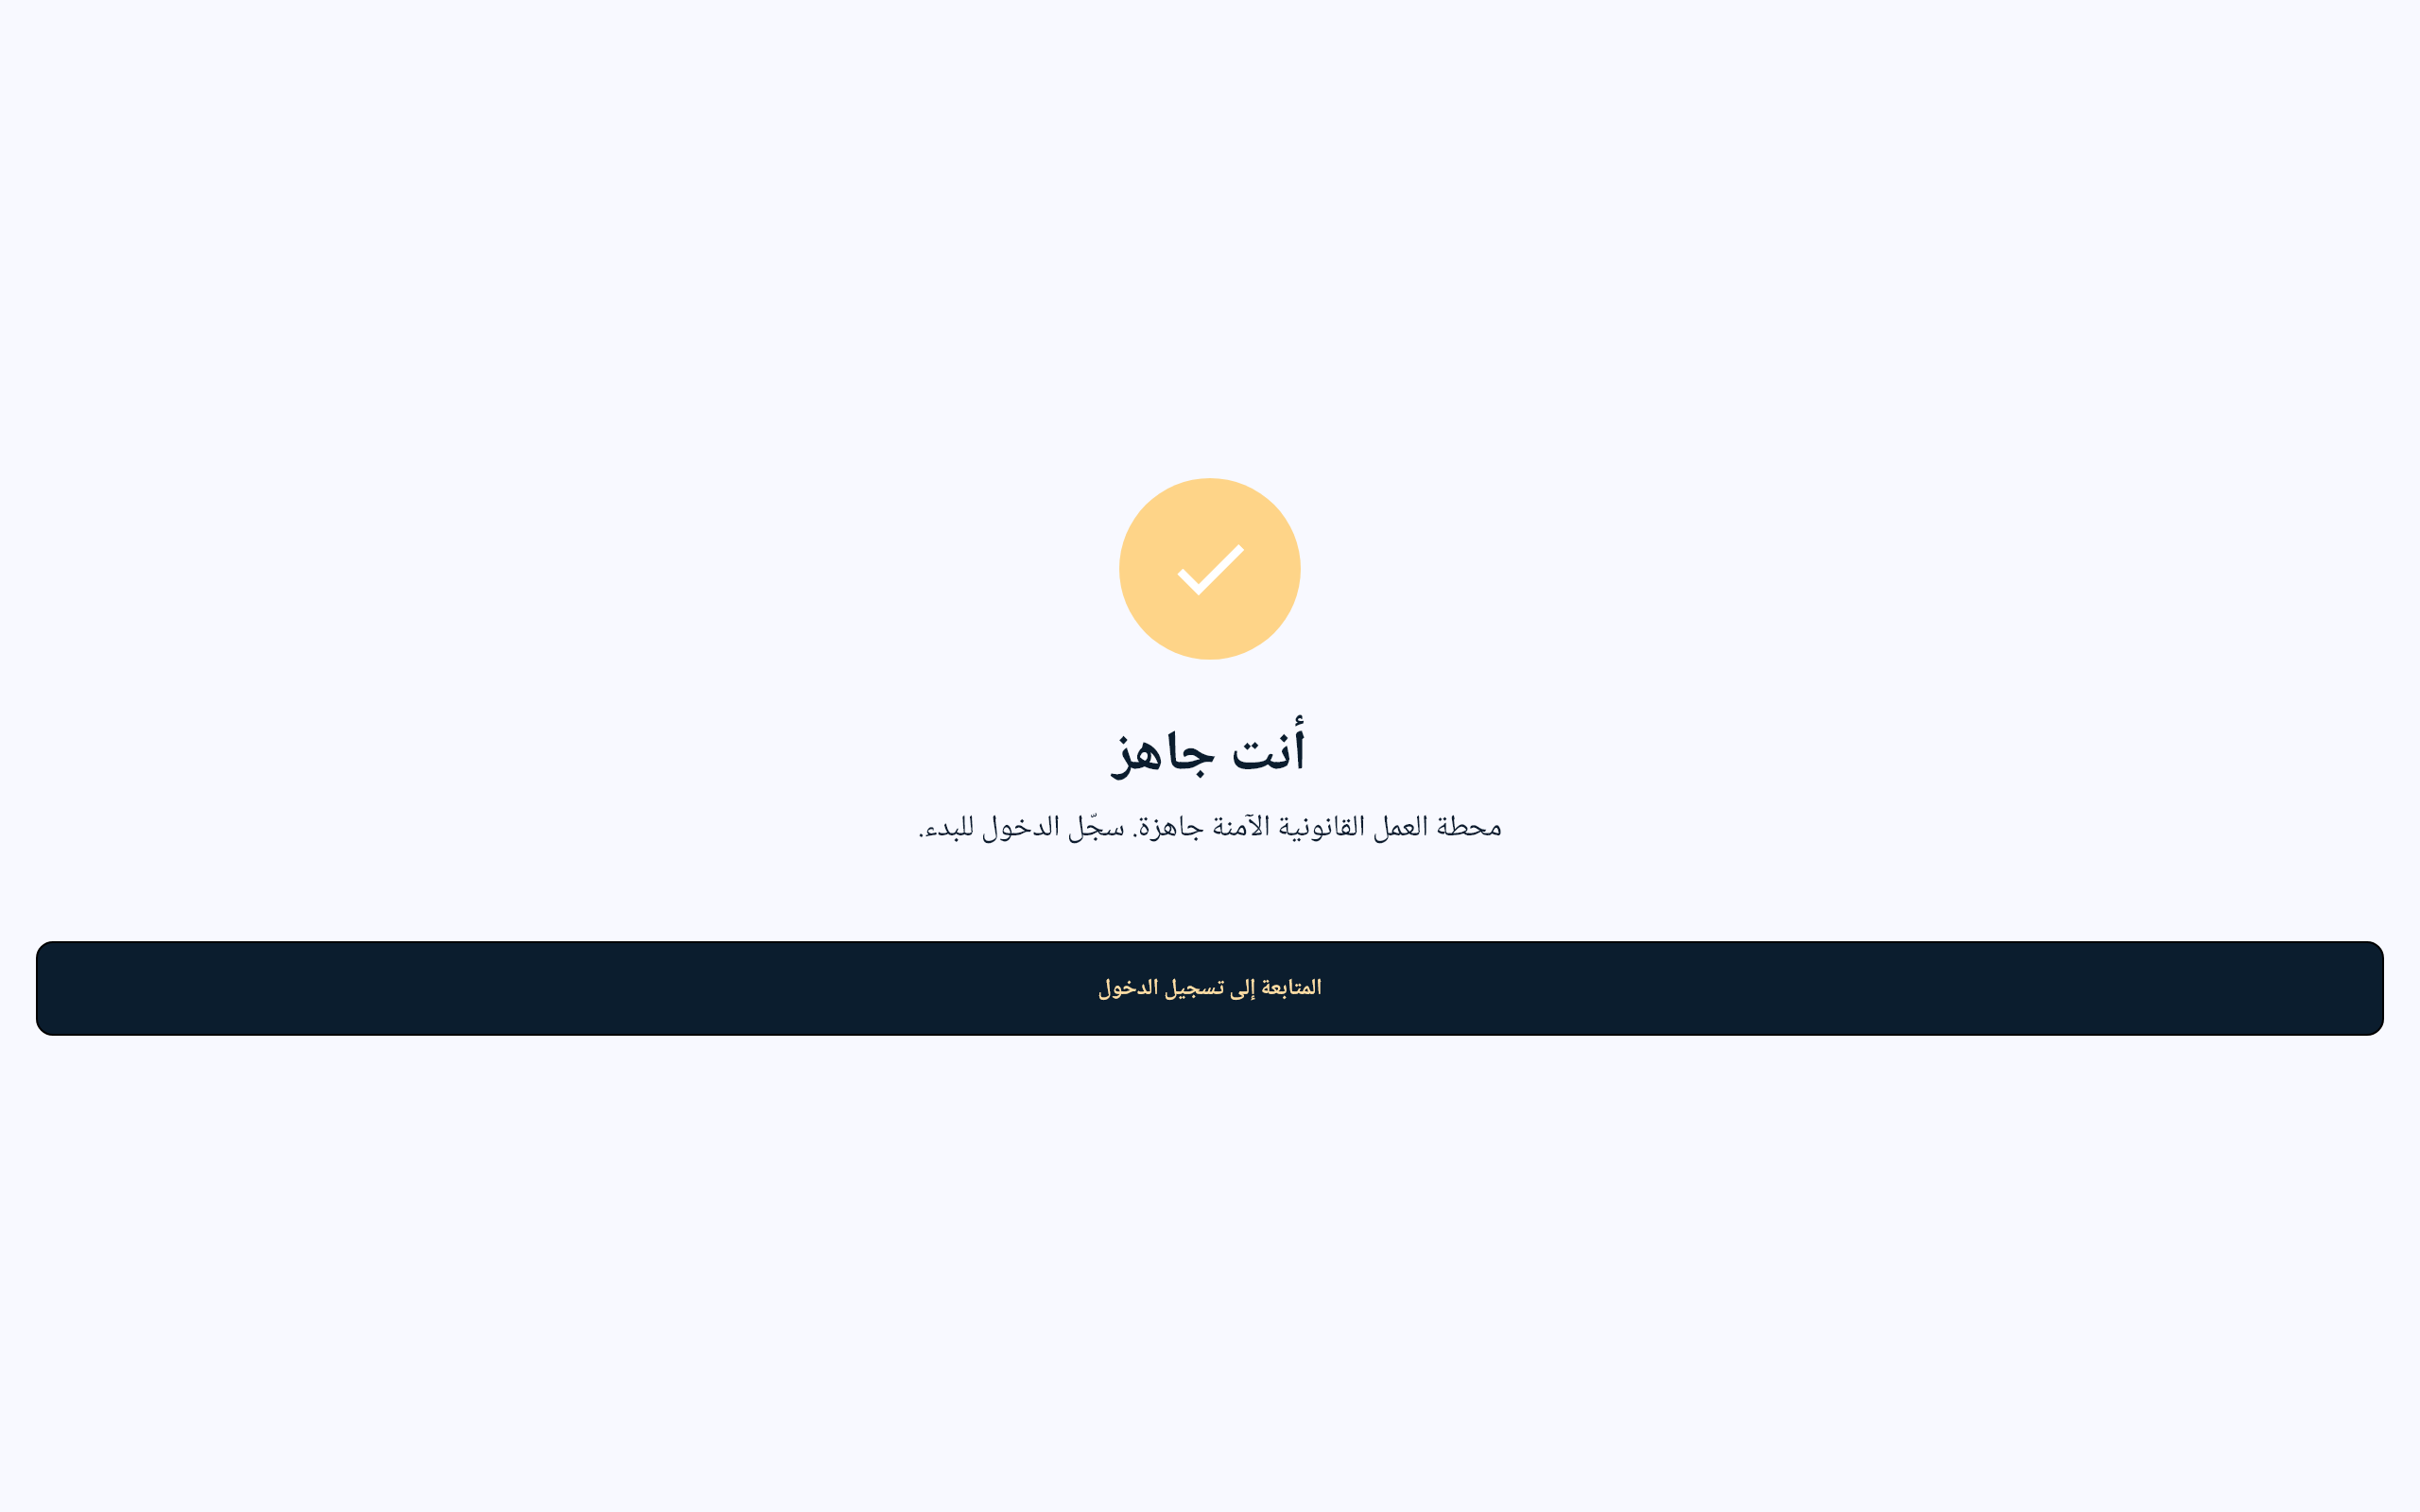 أنت جاهز
محطة العمل القانونية الآمنة جاهزة. سجّل الدخول للبدء.
المتابعة إلى تسجيل الدخول